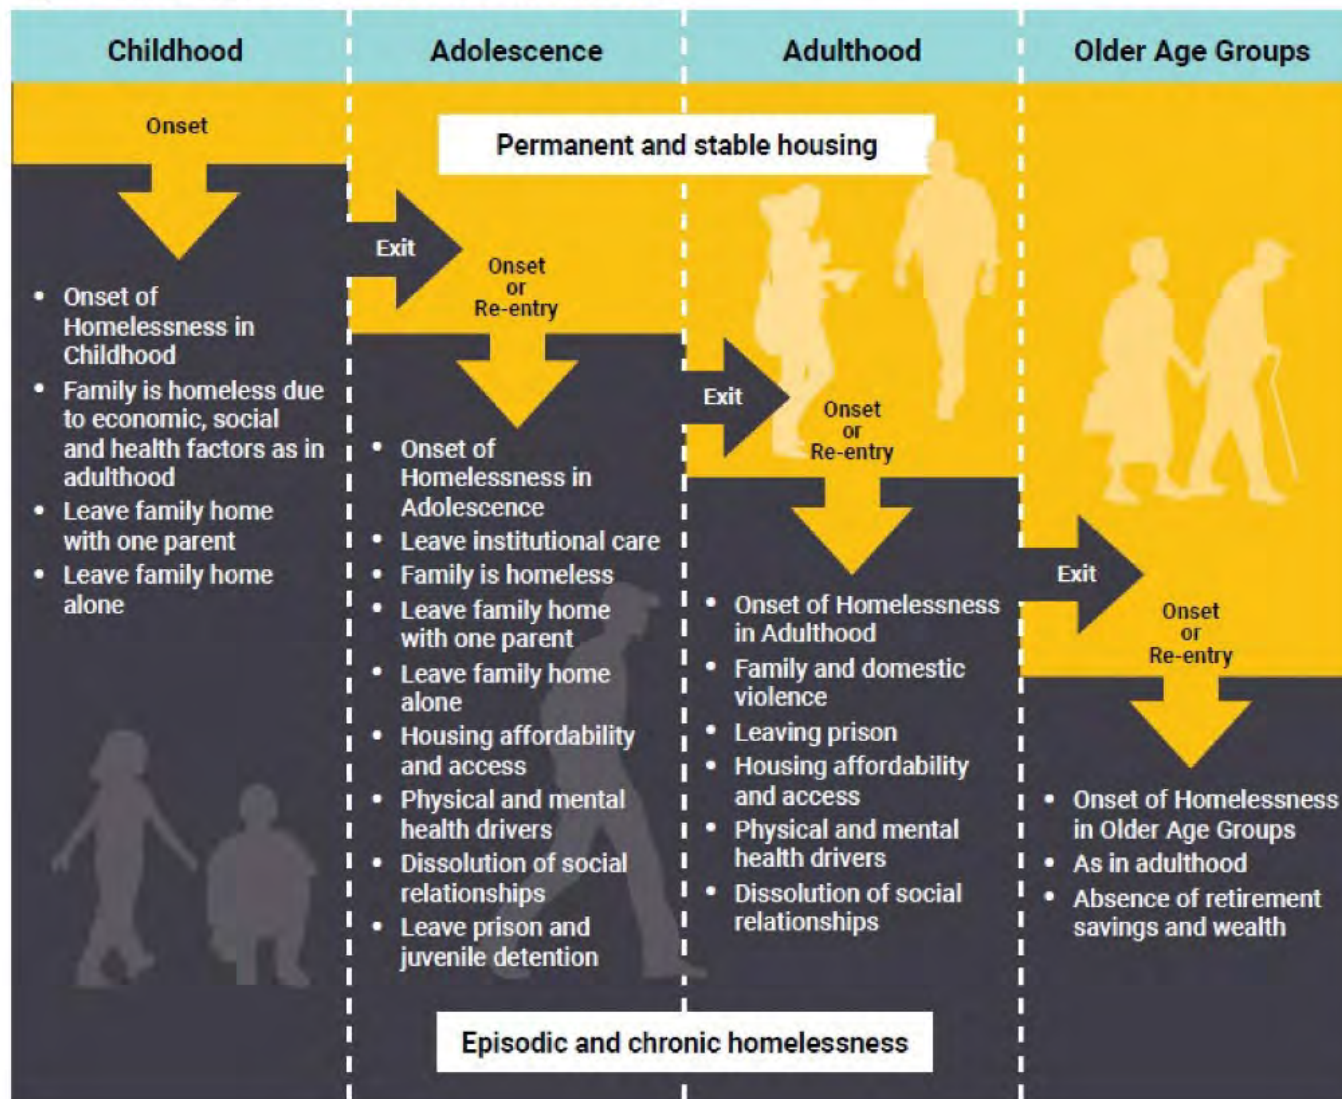 Childhood
Adolescence
Adulthood
Older Age Groups
Permanent and stable housing
Onset
• Onset of
Homelessness in
Childhood
• Family is homeless due
to economic, social
and health factors as in
adulthood
• Leave family home
with one parent
• Leave family home
alone
Exit
Onset
or
Re-entry
• Onset of
Homelessness in
Adolescence
• Leave institutional care
• Family is homeless
• Leave family home
with one parent
• Leave family home
alone
• Housing affordability
and access
• Physical and mental
health drivers
• Dissolution of social
relationships
• Leave prison and
juvenile detention
Exit
Onset
or
Re-entry
• Onset of Homelessness
in Adulthood
• Family and domestic
violence
• Leaving prison
• Housing affordability
and access
• Physical and mental
health drivers
• Dissolution of social
relationships
Exit
Onset
or
Re-entry
• Onset of Homelessness
in Older Age Groups
• As in adulthood
• Absence of retirement
savings and wealth
Episodic and chronic homelessness